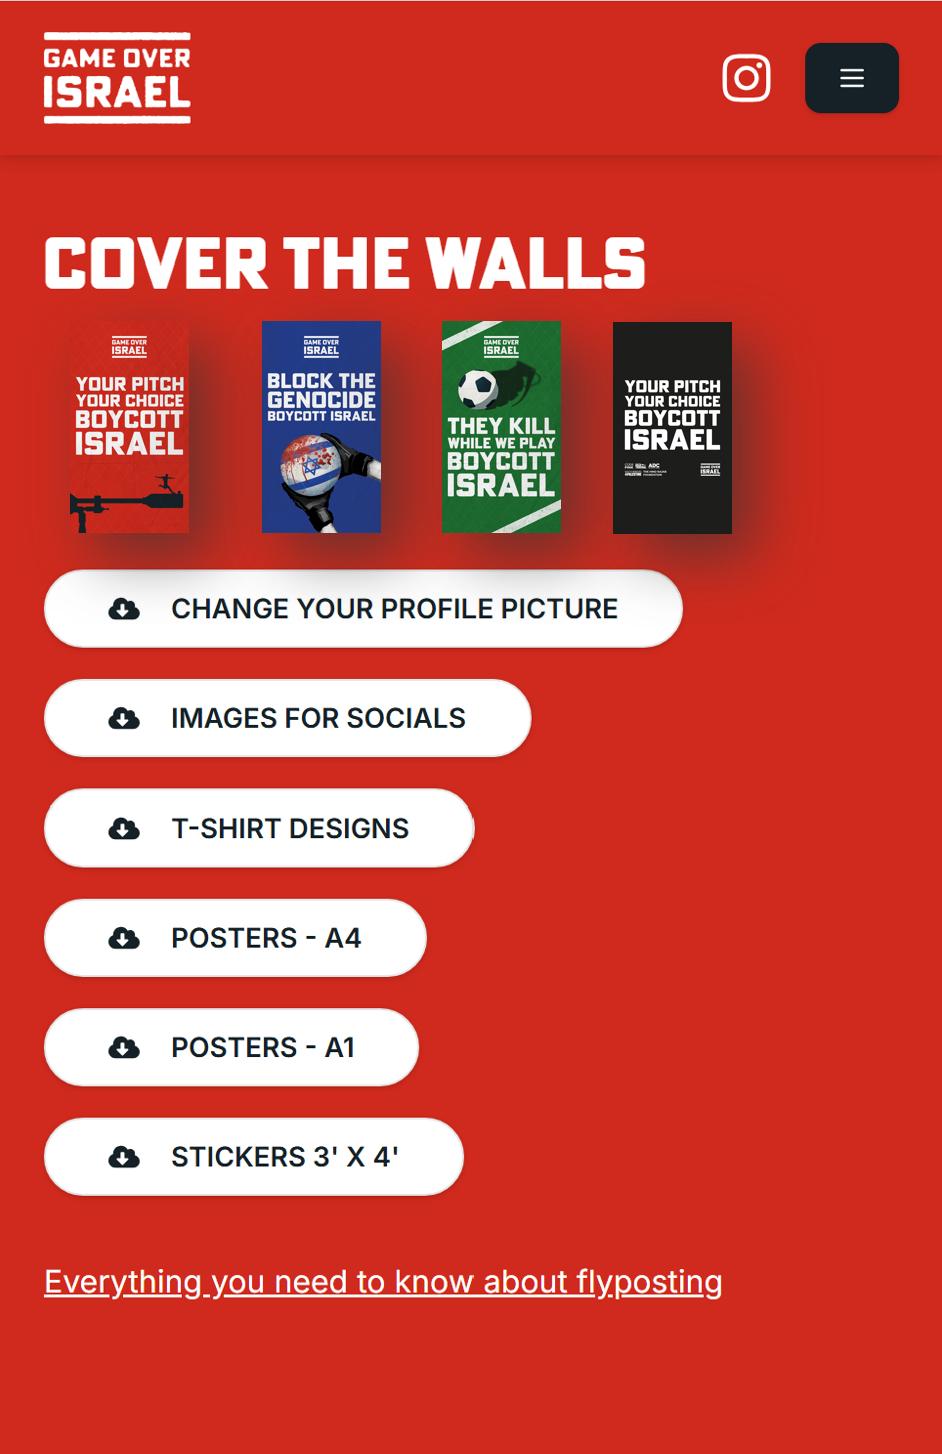 GAME OVER
ISRAEL
COVER THE WALLS
GAME OVER
ISRAEL
YOUR PITCH
YOUR CHOICE
BOYCOTT
ISRAEL
GAME OVER
ISRAEL
BLOCK THE
GENOCIDE
BOYCOTT ISRAEL
GAME OVER
ISRAEL
THEY KILL
WHILE WE PLAY
BOYCOTT
ISRAEL
YOUR PITCH
YOUR CHOICE
BOYCOTT
ISRAEL
ADC
GAME OVER
ISRAEL
CHANGE YOUR PROFILE PICTURE
IMAGES FOR SOCIALS
T-SHIRT DESIGNS
POSTERS - A4
POSTERS - A1
STICKERS 3' X 4'
Everything you need to know about flyposting